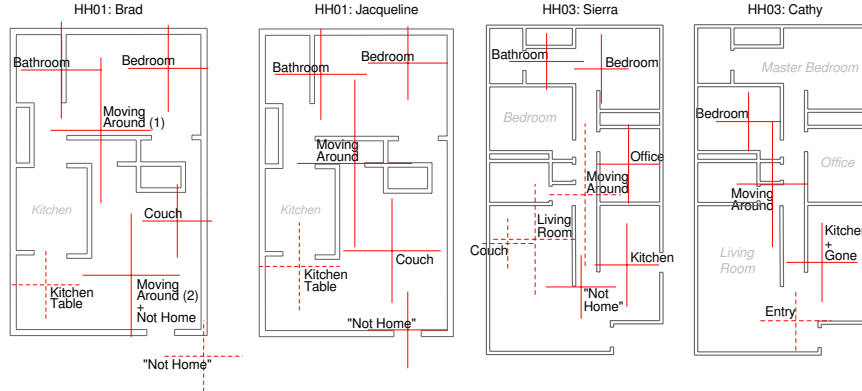 HH01: Brad
Bathroom
Bedroom
Moving
Around (1)
Kitchen
Couch
Kitchen
Table
Moving
Around (2)
+
Not Home
"Not Home"
HH01: Jacqueline
Bathroom
Bedroom
Moving
Around
Kitchen
Couch
Kitchen
Table
"Not Home"
HH03: Sierra
Bathroom
Bedroom
Bedroom
Office
Moving
Around
Living
Room
Couch
Kitchen
"Not
Home"
HH03: Cathy
Master Bedroom
Bedroom
Office
Moving
Around
Living
Room
Kitchen
+
Gone
Entry